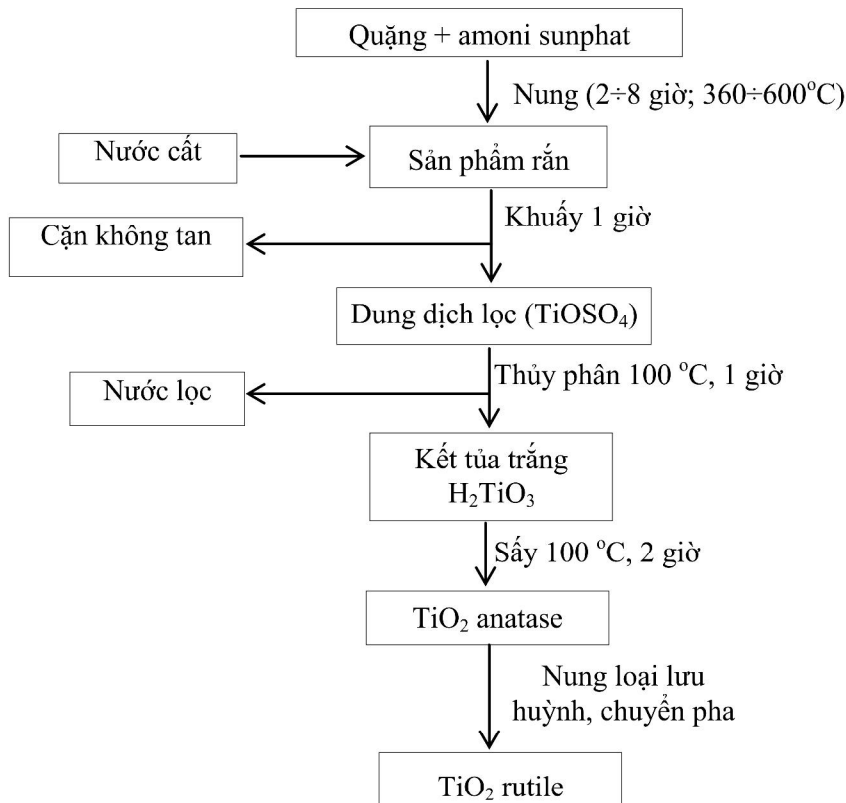 Quặng + amoni sunphat
Nung (2÷8 giờ; 360÷600°C)
Nước cất
Sản phẩm rắn
Khuấy 1 giờ
Cặn không tan
Dung dịch lọc (TiOSO₄)
Thủy phân 100 °C, 1 giờ
Nước lọc
Kết tủa trắng
H₂TiO₃
Sấy 100 °C, 2 giờ
TiO₂ anatase
Nung loại lưu
huỳnh, chuyển pha
TiO₂ rutile